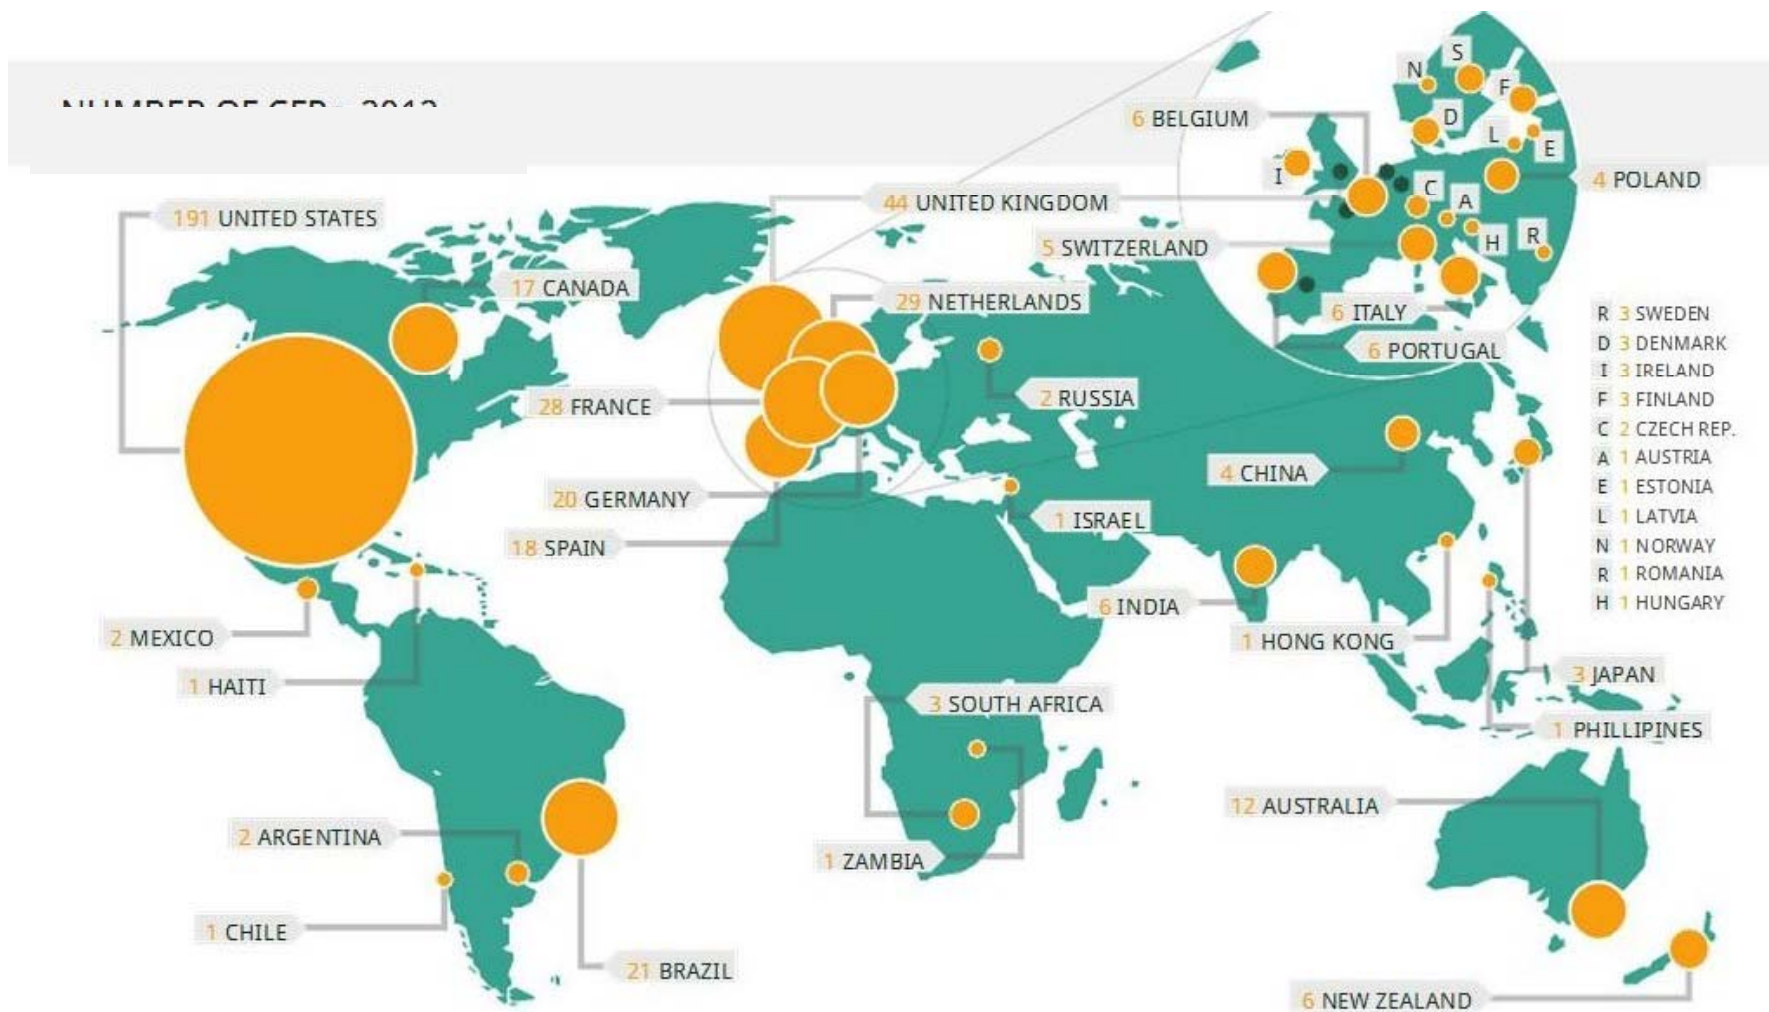 NUMBER OF CFPs 2012
191 UNITED STATES
17 CANADA
44 UNITED KINGDOM
6 BELGIUM
5 SWITZERLAND
29 NETHERLANDS
28 FRANCE
20 GERMANY
18 SPAIN
2 RUSSIA
1 ISRAEL
4 POLAND
6 ITALY
6 PORTUGAL
N
S
F
D
L
E
I
C
A
H
R
R 3 SWEDEN
D 3 DENMARK
I 3 IRELAND
F 3 FINLAND
C 2 CZECH REP.
A 1 AUSTRIA
E 1 ESTONIA
L 1 LATVIA
N 1 NORWAY
R 1 ROMANIA
H 1 HUNGARY
4 CHINA
6 INDIA
1 HONG KONG
3 JAPAN
1 PHILLIPINES
2 MEXICO
1 HAITI
3 SOUTH AFRICA
1 ZAMBIA
2 ARGENTINA
1 CHILE
21 BRAZIL
12 AUSTRALIA
6 NEW ZEALAND